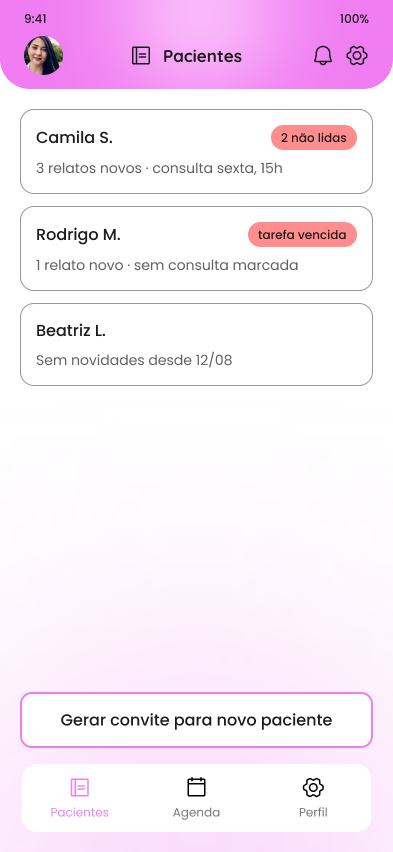 9:41
100%
Pacientes
Camila S.
2 não lidas
3 relatos novos · consulta sexta, 15h
Rodrigo M.
tarefa vencida
1 relato novo · sem consulta marcada
Beatriz L.
Sem novidades desde 12/08
Gerar convite para novo paciente
Pacientes
Agenda
Perfil